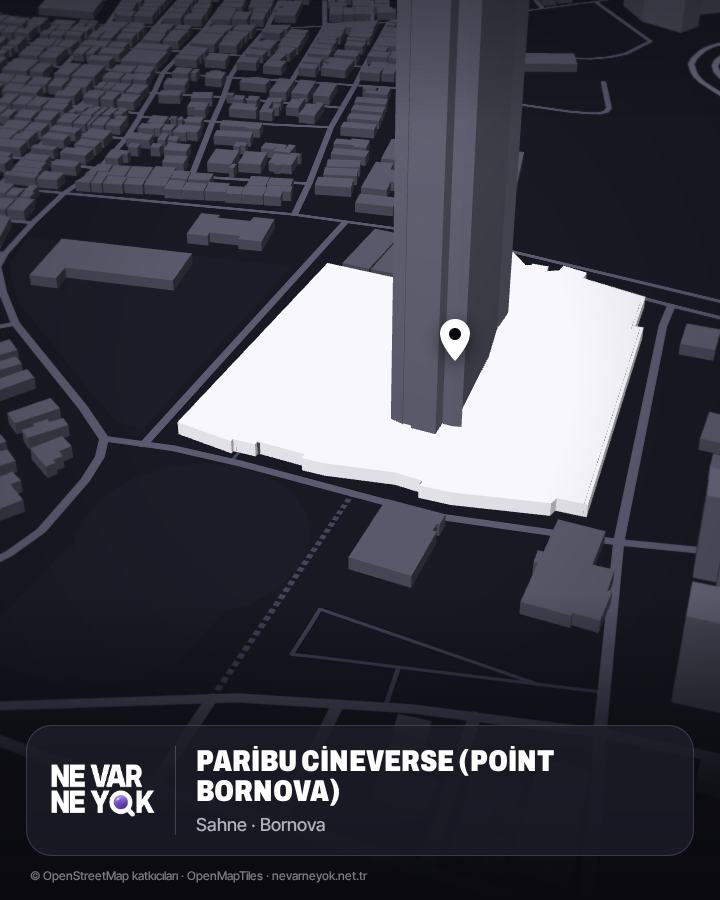 NE VAR
NE YOK
PARİBU CİNEVERSE (POİNT
BORNOVA)
Sahne · Bornova
© OpenStreetMap katkıcıları · OpenMapTiles · nevarneyok.net.tr